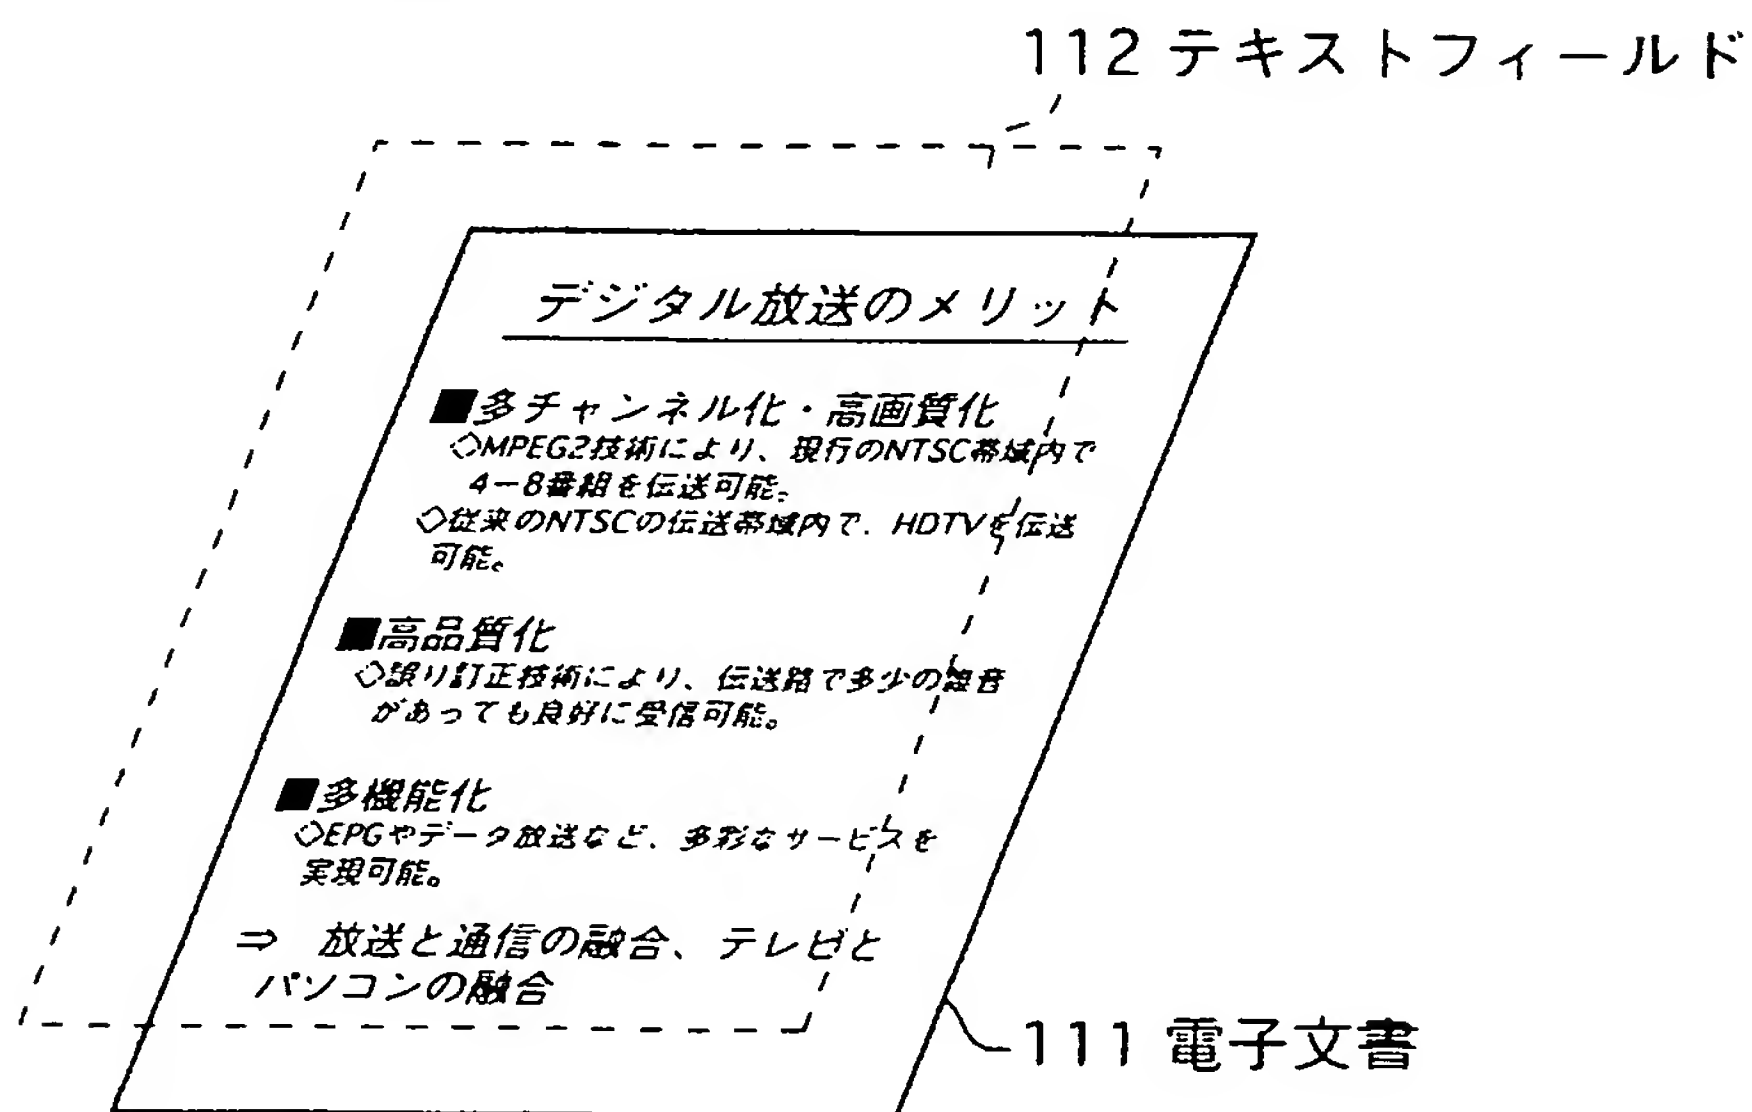 112 テキストフィールド
デジタル放送のメリット
■多チャンネル化・高画質化
◇MPEG2技術により、現行のNTSC帯域内で
4－8番組を伝送可能。
◇従来のNTSCの伝送帯域内で、HDTVを伝送
可能。
■高品質化
◇誤り訂正技術により、伝送路で多少の雑音
があっても良好に受信可能。
■多機能化
◇EPGやデータ放送など、多彩なサービスを
実現可能。
⇒ 放送と通信の融合、テレビと
パソコンの融合
111 電子文書